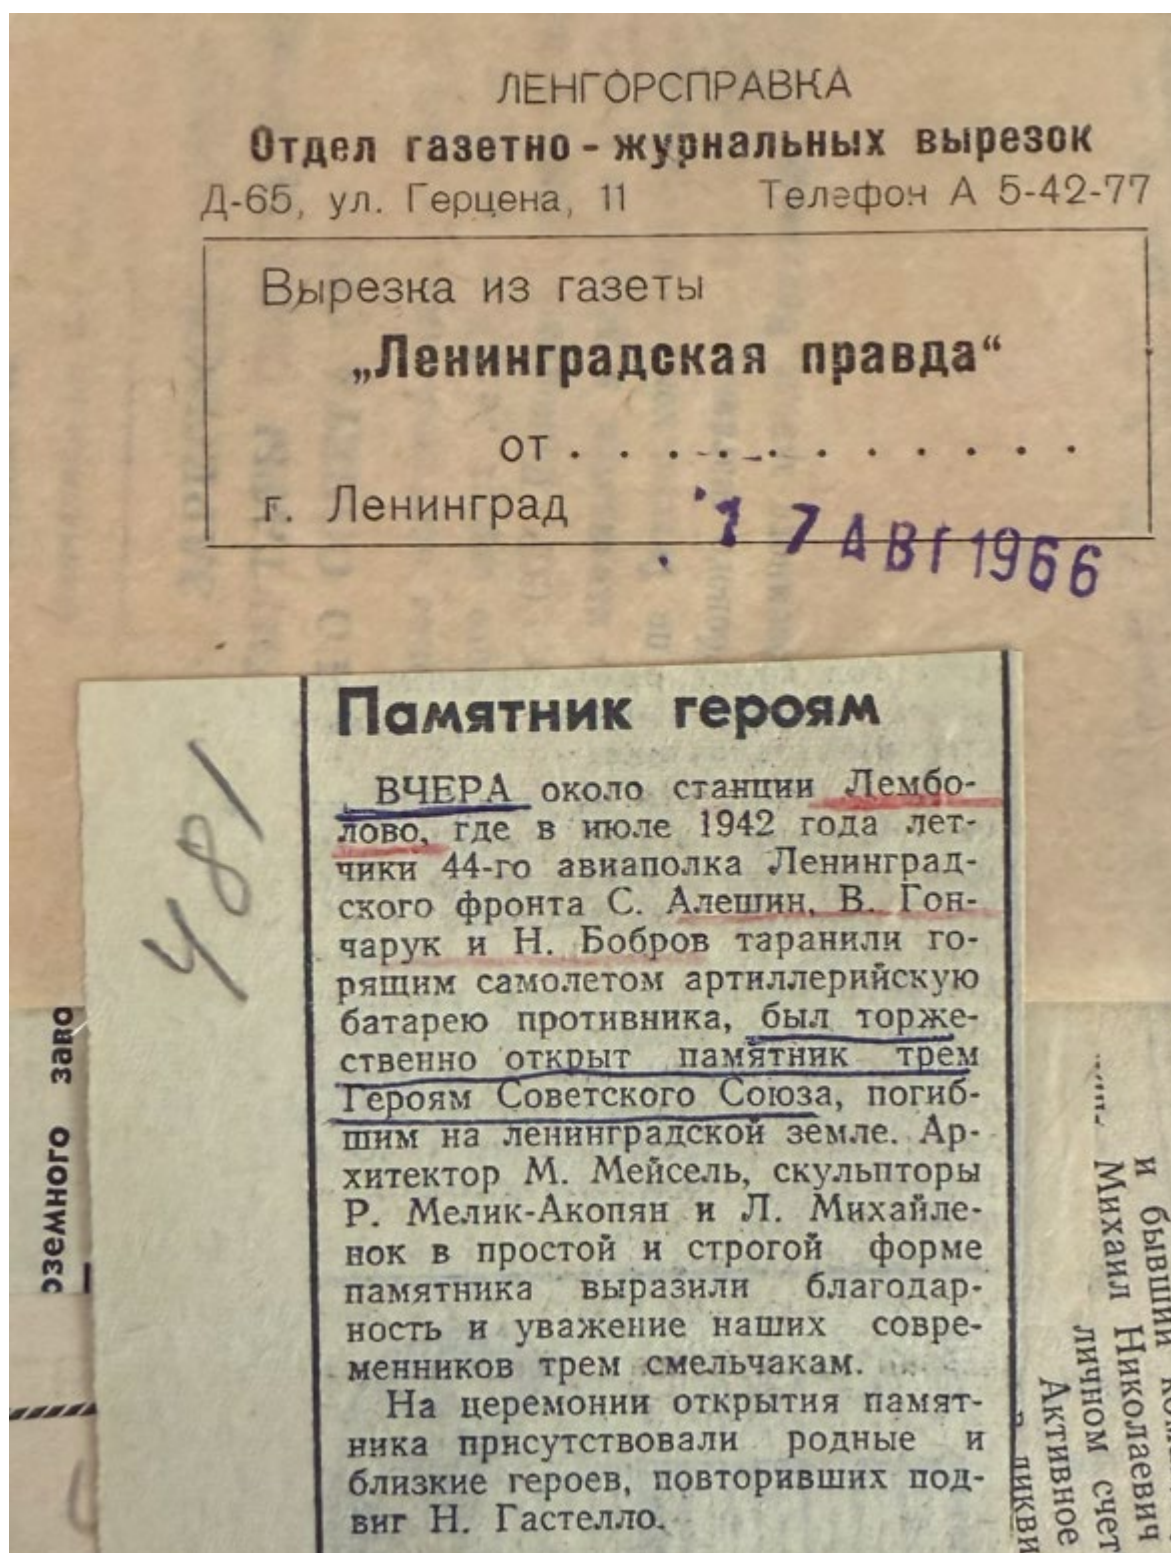 ЛЕНГОРСПРАВКА
Отдел газетно-журнальных вырезок
Д-65, ул. Герцена, 11 Телефон А 5-42-77
Вырезка из газеты
„Ленинградская правда“
от . . . . . . . . . . . .
г. Ленинград
17 АВГ 1966
481
Памятник героям
ВЧЕРА около станции Лембо-
лово, где в июле 1942 года лет-
чики 44-го авиаполка Ленинград-
ского фронта С. Алешин, В. Гон-
чарук и Н. Бобров таранили го-
рящим самолетом артиллерийскую
батарею противника, был торже-
ственно открыт памятник трем
Героям Советского Союза, погиб-
шим на ленинградской земле. Ар-
хитектор М. Мейсель, скульпторы
Р. Мелик-Акопян и Л. Михайле-
нок в простой и строгой форме
памятника выразили благодар-
ность и уважение наших совре-
менников трем смельчакам.
На церемонии открытия памят-
ника присутствовали родные и
близкие героев, повторивших под-
виг Н. Гастелло.
оземного заво
и бывший
Михаил Николаевич
личном счет
Активное
ликви